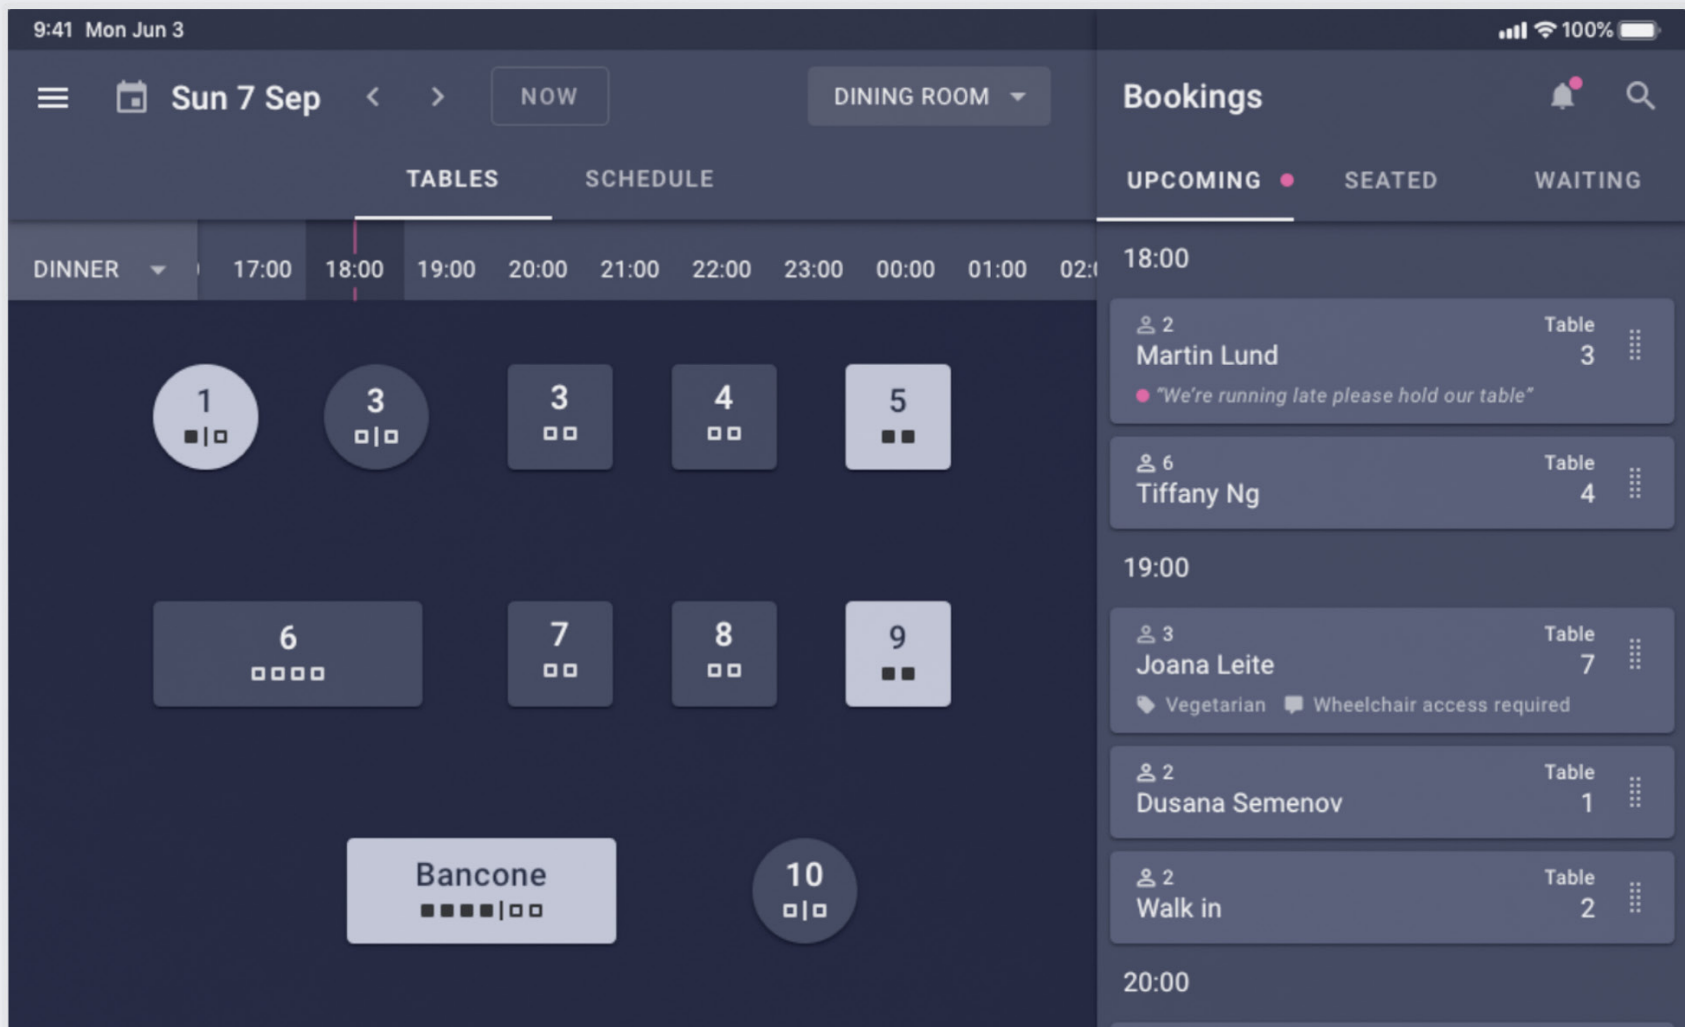 9:41 Mon Jun 3
100%
Sun 7 Sep
NOW
DINING ROOM
TABLES
SCHEDULE
DINNER
17:00 18:00 19:00 20:00 21:00 22:00 23:00 00:00 01:00 02:0
1
3
3
4
5
6
7
8
9
Bancone
10
Bookings
UPCOMING
SEATED
WAITING
18:00
2
Table
Martin Lund
3
“We’re running late please hold our table”
6
Table
Tiffany Ng
4
19:00
3
Table
Joana Leite
7
Vegetarian
Wheelchair access required
2
Table
Dusana Semenov
1
2
Table
Walk in
2
20:00